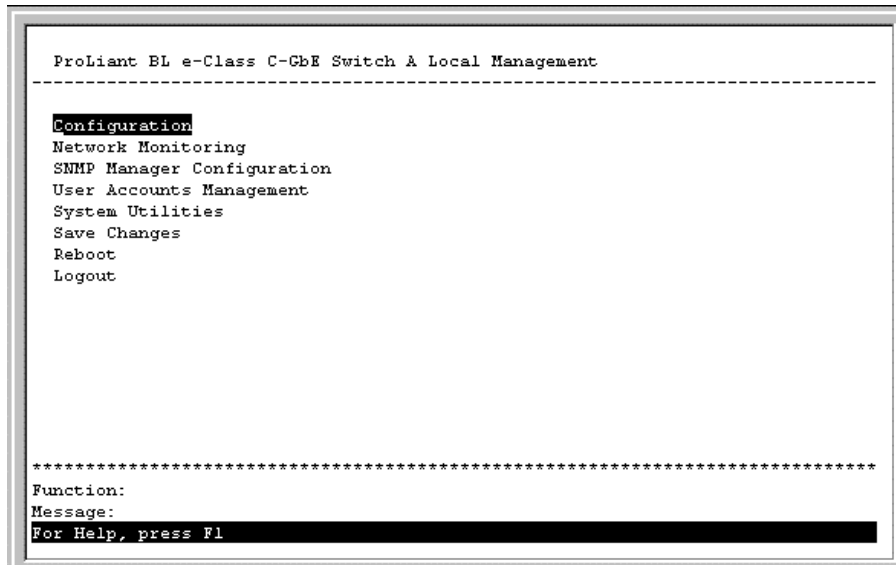 ProLiant BL e-Class C-GbE Switch A Local Management
--------------------------------------------------------------------------------
Configuration
Network Monitoring
SNMP Manager Configuration
User Accounts Management
System Utilities
Save Changes
Reboot
Logout
********************************************************************************
Function:
Message:
For Help, press F1